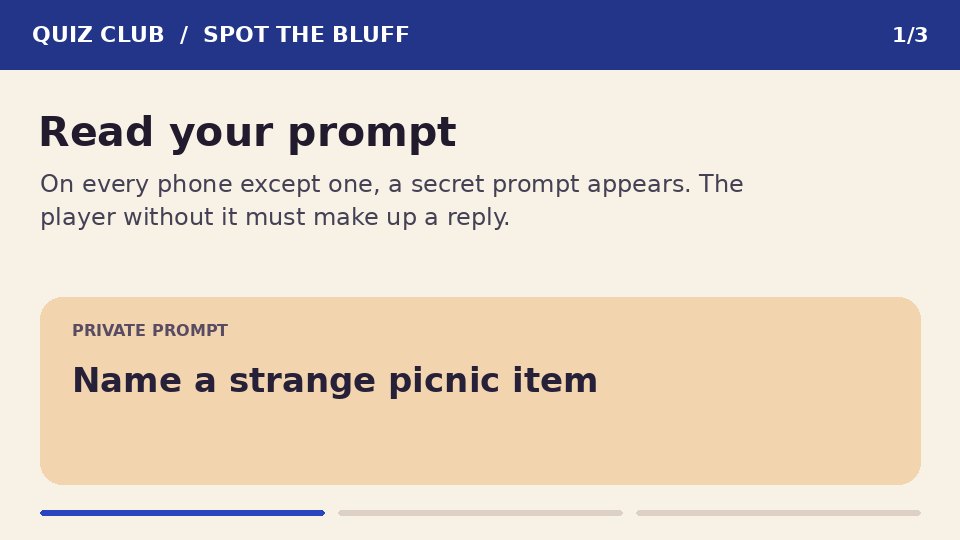 QUIZ CLUB / SPOT THE BLUFF
1/3
Read your prompt
On every phone except one, a secret prompt appears. The
player without it must make up a reply.
PRIVATE PROMPT
Name a strange picnic item